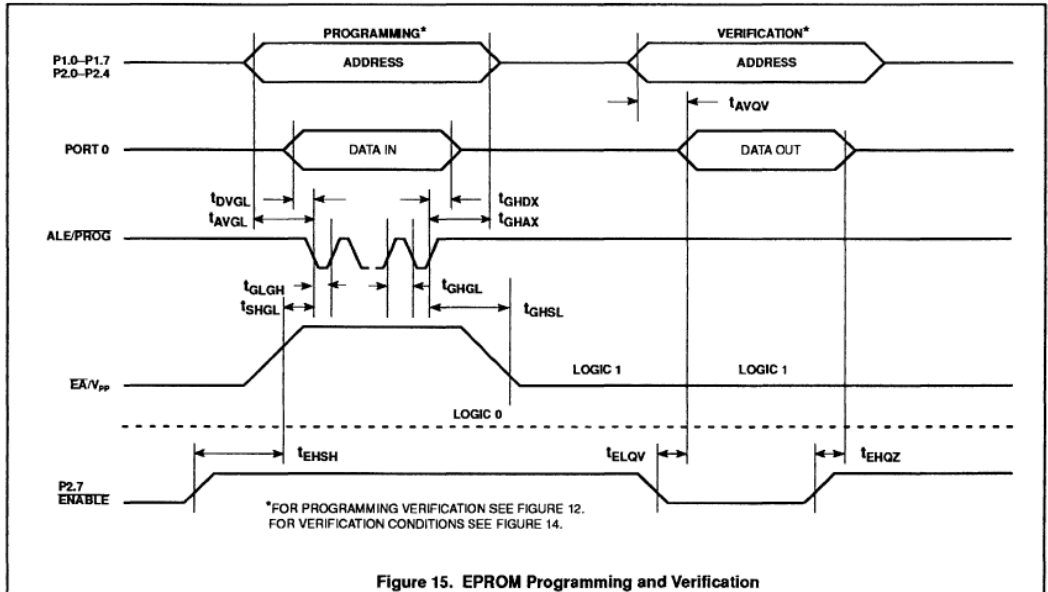 PROGRAMMING*
VERIFICATION*
P1.0–P1.7
P2.0–P2.4
ADDRESS
ADDRESS
tAVQV
PORT 0
DATA IN
DATA OUT
tDVGL
tGHDX
tAVGL
tGHAX
ALE/PROG
tGLGH
tGHGL
tSHGL
tGHSL
EA/VPP
LOGIC 1
LOGIC 1
LOGIC 0
tEHSH
tELQV
tEHQZ
P2.7
ENABLE
*FOR PROGRAMMING VERIFICATION SEE FIGURE 12.
FOR VERIFICATION CONDITIONS SEE FIGURE 14.
Figure 15. EPROM Programming and Verification